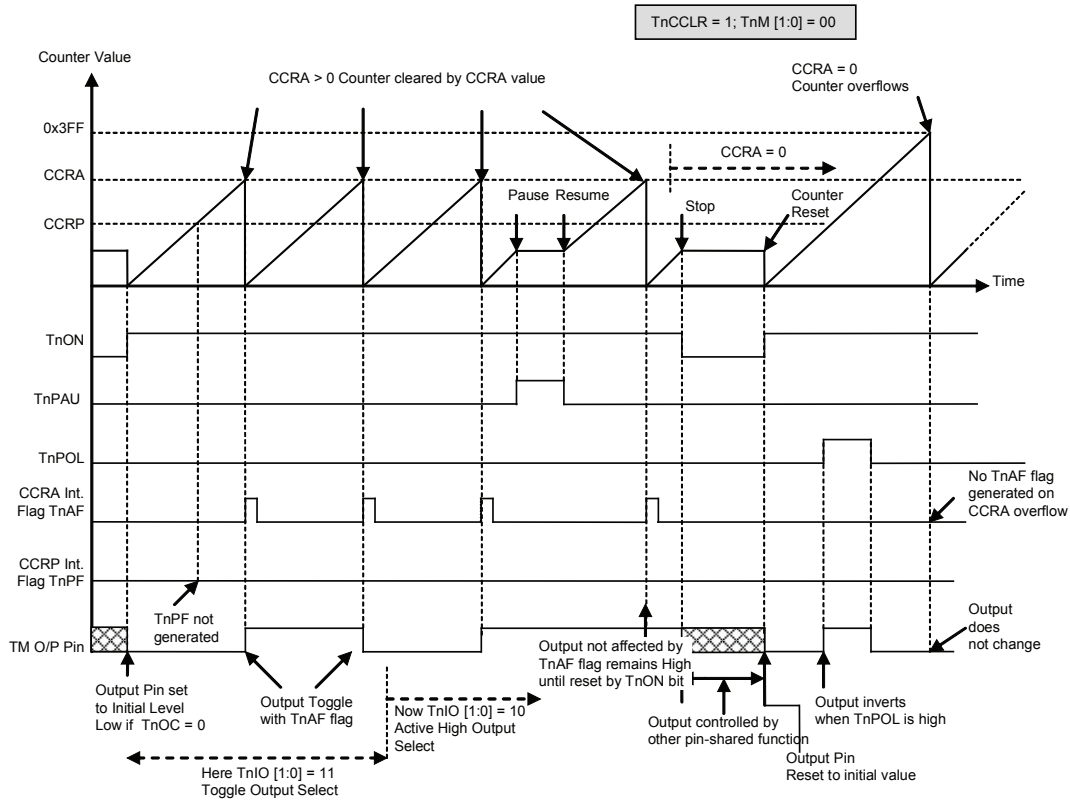 TnCCLR = 1; TnM [1:0] = 00
Counter Value
CCRA > 0 Counter cleared by CCRA value
CCRA = 0
Counter overflows
0x3FF
CCRA = 0
CCRA
Pause
Resume
Stop
Counter
Reset
CCRP
Time
TnON
TnPAU
TnPOL
CCRA Int.
Flag TnAF
No TnAF flag
generated on
CCRA overflow
CCRP Int.
Flag TnPF
TnPF not
generated
TM O/P Pin
Output not affected by
TnAF flag remains High
until reset by TnON bit
Output
does
not change
Output Pin set
to Initial Level
Low if TnOC = 0
Output Toggle
with TnAF flag
Now TnIO [1:0] = 10
Active High Output
Select
Output controlled by
other pin-shared function
Output inverts
when TnPOL is high
Output Pin
Reset to initial value
Here TnIO [1:0] = 11
Toggle Output Select